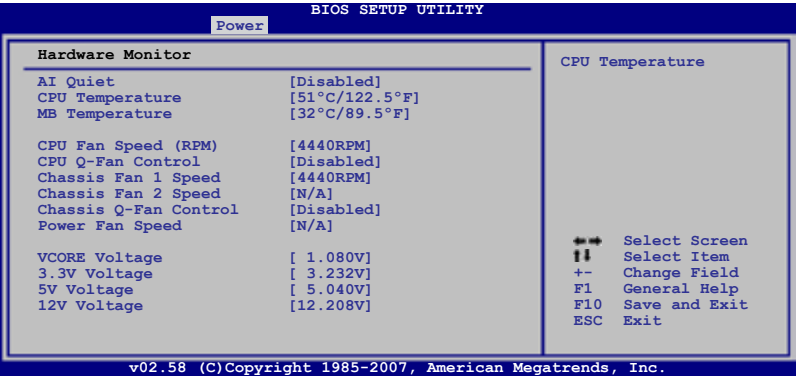 BIOS SETUP UTILITY
Power
Hardware Monitor
AI Quiet [Disabled]
CPU Temperature [51°C/122.5°F]
MB Temperature [32°C/89.5°F]
CPU Fan Speed (RPM) [4440RPM]
CPU Q-Fan Control [Disabled]
Chassis Fan 1 Speed [4440RPM]
Chassis Fan 2 Speed [N/A]
Chassis Q-Fan Control [Disabled]
Power Fan Speed [N/A]
VCORE Voltage [ 1.080V]
3.3V Voltage [ 3.232V]
5V Voltage [ 5.040V]
12V Voltage [12.208V]
CPU Temperature
←→ Select Screen
↑↓ Select Item
+- Change Field
F1 General Help
F10 Save and Exit
ESC Exit
v02.58 (C)Copyright 1985-2007, American Megatrends, Inc.